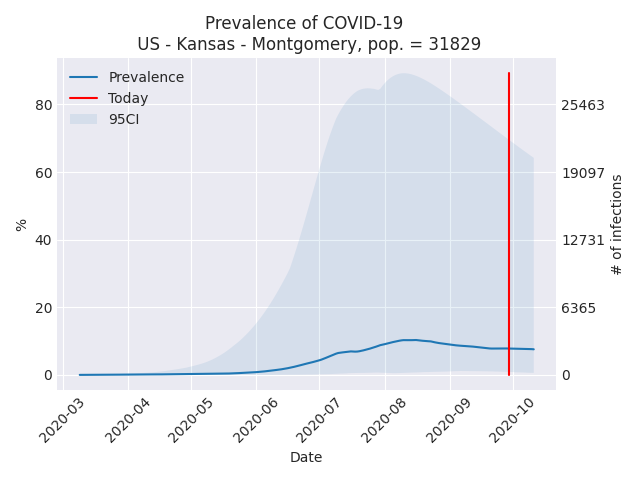 Prevalence of COVID-19
US - Kansas - Montgomery, pop. = 31829
Prevalence
Today
95CI
80
60
40
20
0
%
25463
19097
12731
6365
0
# of infections
2020-03
2020-04
2020-05
2020-06
2020-07
2020-08
2020-09
2020-10
Date